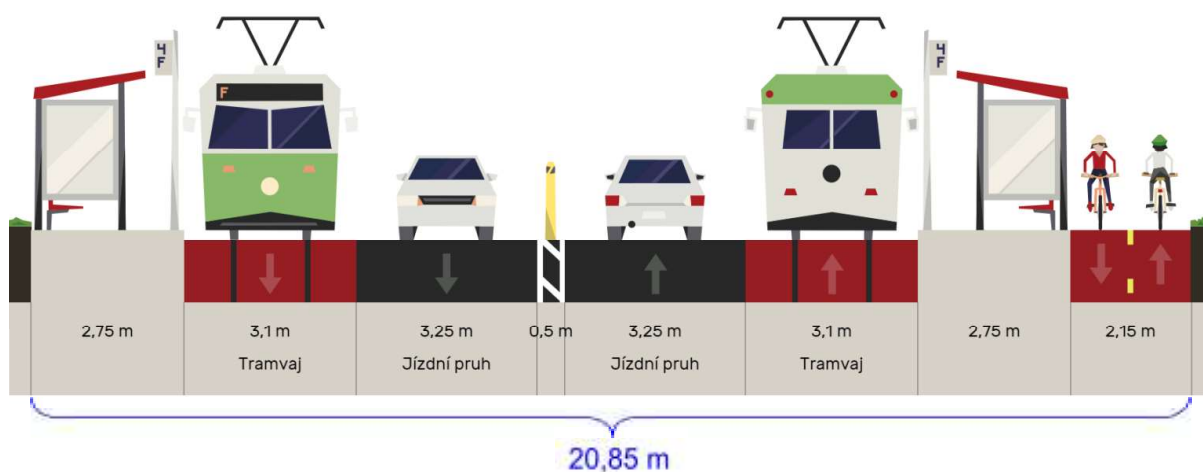 4
F
F
4
F
2,75 m
3,1 m
3,25 m
0,5 m
3,25 m
3,1 m
2,75 m
2,15 m
Tramvaj
Jízdní pruh
Jízdní pruh
Tramvaj
20,85 m